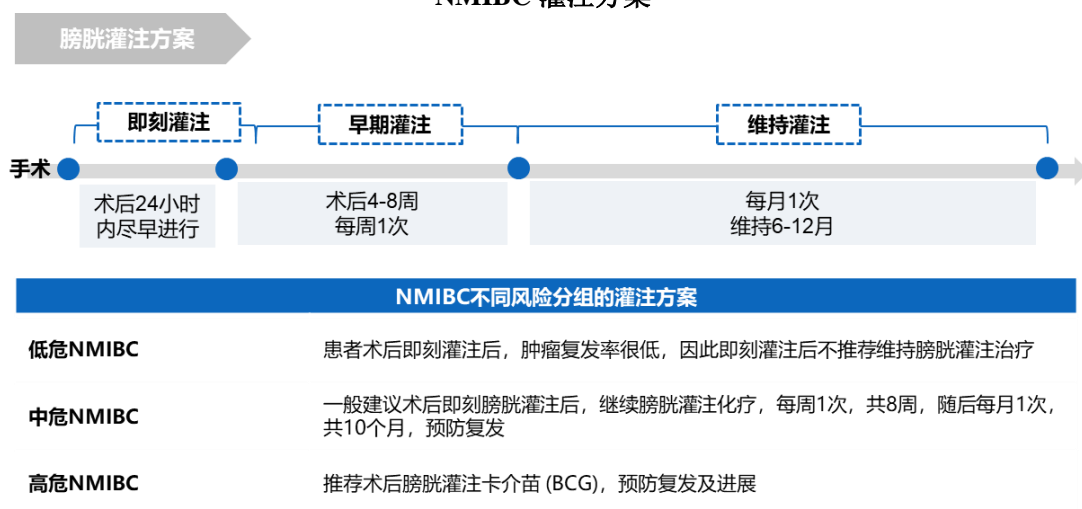 NMIBC 灌注方案
膀胱灌注方案
即刻灌注
早期灌注
维持灌注
手术
术后24小时
内尽早进行
术后4-8周
每周1次
每月1次
维持6-12月
NMIBC不同风险分组的灌注方案
低危NMIBC
患者术后即刻灌注后，肿瘤复发率很低，因此即刻灌注后不推荐维持膀胱灌注治疗
中危NMIBC
一般建议术后即刻膀胱灌注后，继续膀胱灌注化疗，每周1次，共8周，随后每月1次，
共10个月，预防复发
高危NMIBC
推荐术后膀胱灌注卡介苗 (BCG)，预防复发及进展